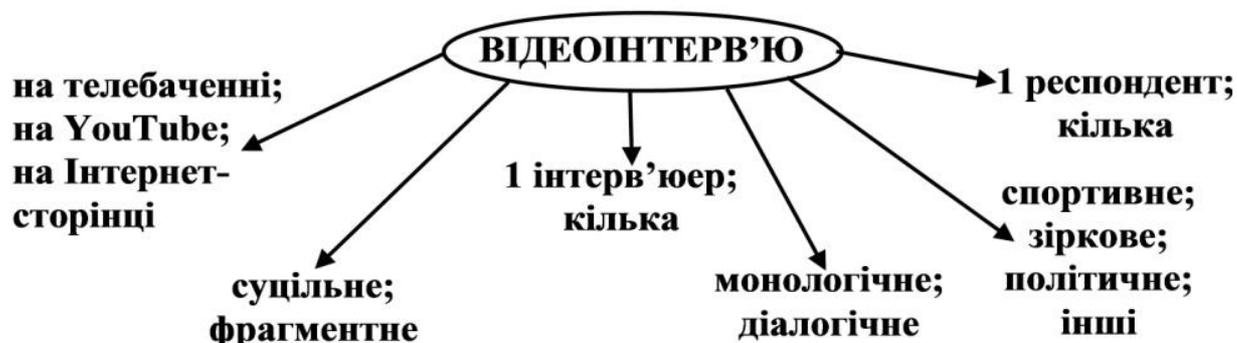 ВІДЕОІНТЕРВ’Ю
на телебаченні;
на YouTube;
на Інтернет-
сторінці
суцільне;
фрагментне
1 інтерв’юер;
кілька
монологічне;
діалогічне
спортивне;
зіркове;
політичне;
інші
1 респондент;
кілька